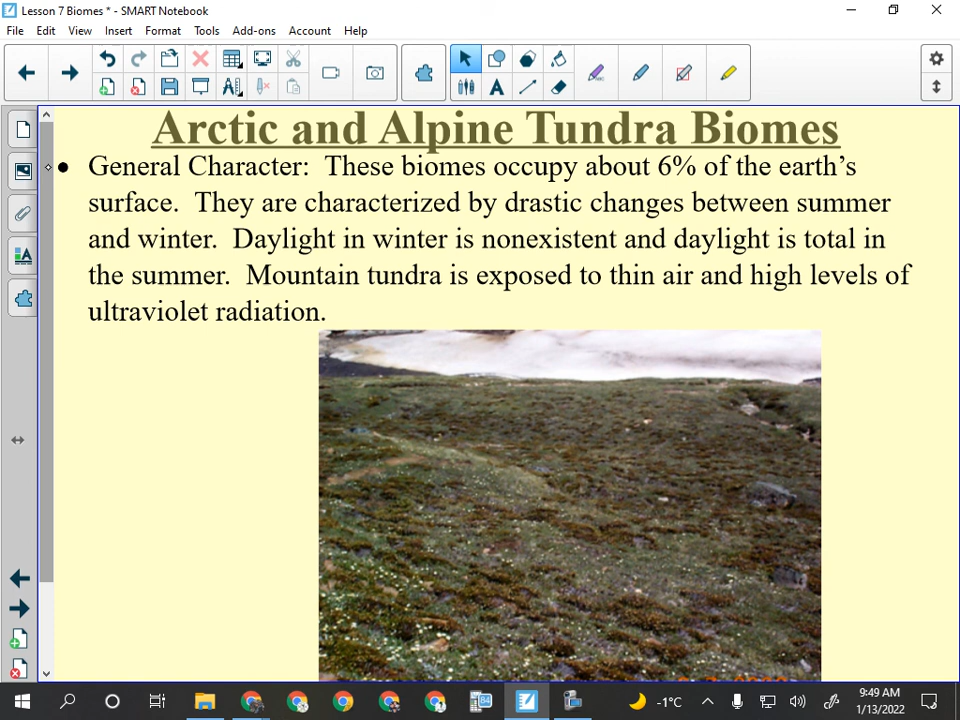 Lesson 7 Biomes * - SMART Notebook
File Edit View Insert Format Tools Add-ons Account Help
Arctic and Alpine Tundra Biomes
• General Character: These biomes occupy about 6% of the earth’s
surface. They are characterized by drastic changes between summer
and winter. Daylight in winter is nonexistent and daylight is total in
the summer. Mountain tundra is exposed to thin air and high levels of
ultraviolet radiation.
-1°C
9:49 AM
1/13/2022